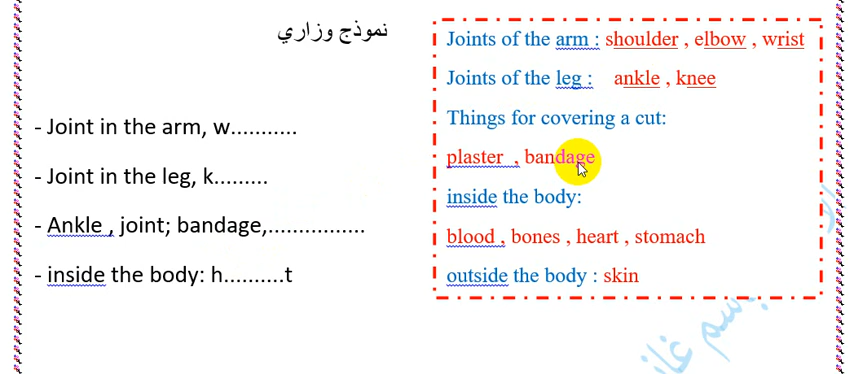 نموذج وزاري
- Joint in the arm, w...........
- Joint in the leg, k.........
- Ankle , joint; bandage,................
- inside the body: h..........t
Joints of the arm : shoulder , elbow , wrist
Joints of the leg : ankle , knee
Things for covering a cut:
plaster , bandage
inside the body:
blood , bones , heart , stomach
outside the body : skin